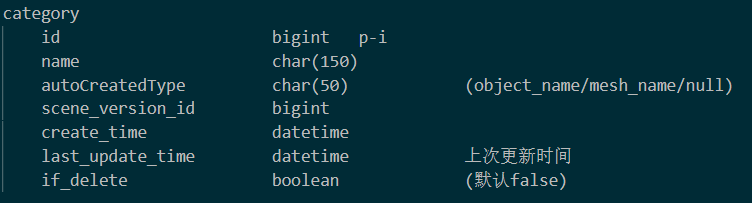 category
id bigint p-i
name char(150)
autoCreatedType char(50) (object_name/mesh_name/null)
scene_version_id bigint
create_time datetime
last_update_time datetime 上次更新时间
if_delete boolean (默认false)